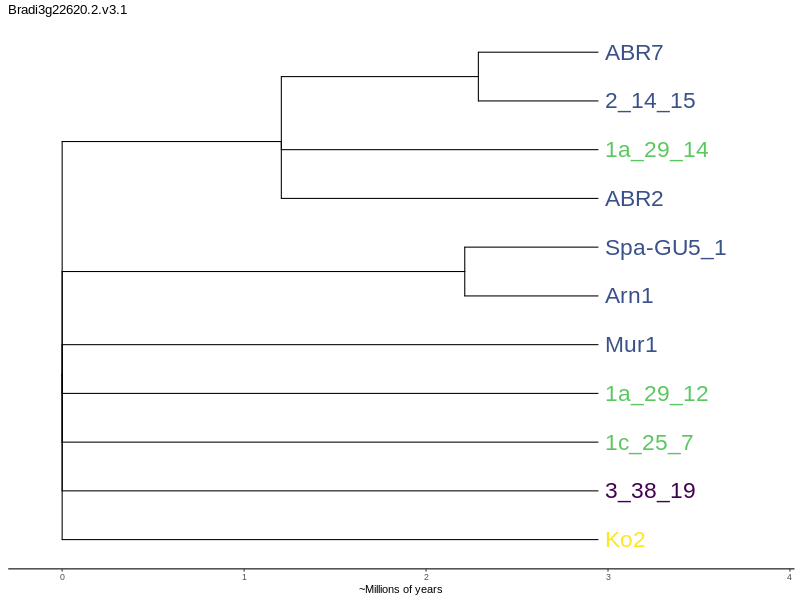 Bradi3g22620.2.v3.1
ABR7
2_14_15
1a_29_14
ABR2
Spa-GU5_1
Arn1
Mur1
1a_29_12
1c_25_7
3_38_19
Ko2
0 1 2 3 4
~Millions of years